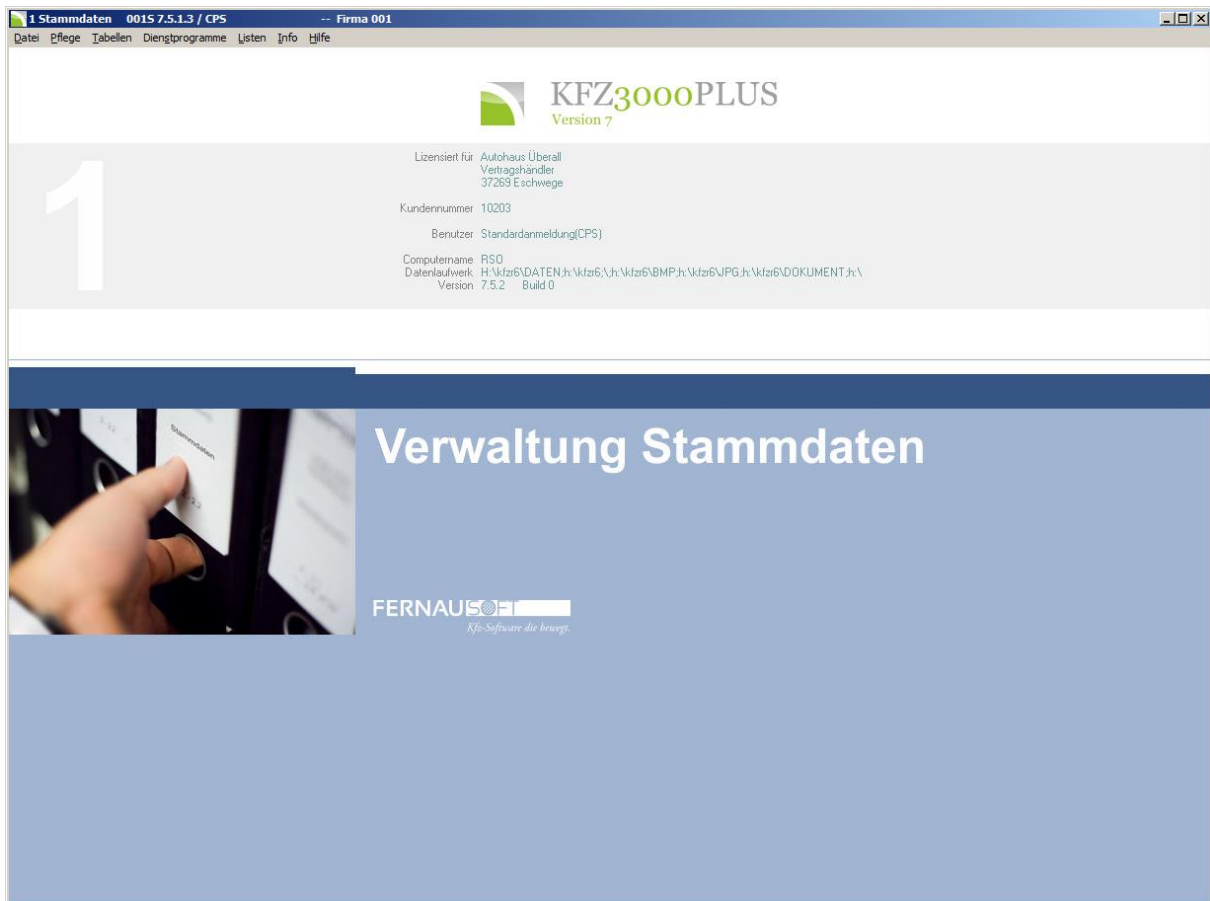 1 Stammdaten 001S 7.5.1.3 / CPS -- Firma 001
Datei Pflege Tabellen Dienstprogramme Listen Info Hilfe
KFZ3000PLUS
Version 7
1
Lizensiert für Autohaus Überall
Vertragshändler
37269 Eschwege
Kundennummer 10203
Benutzer Standardanmeldung(CPS)
Computername RSO
Datenlaufwerk H:\kfzr6\DATEN;h:\kfzr6;\;h:\kfzr6\BMP;h:\kfzr6\JPG;h:\kfzr6\DOKUMENT;h:\
Version 7.5.2 Build 0
Stammdaten
Verwaltung Stammdaten
FERNAUSOFT
Kfz-Software die bewegt.